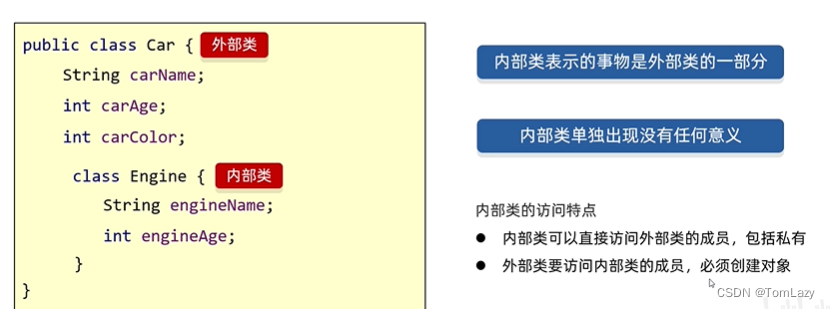 public class Car { 外部类
String carName;
int carAge;
int carColor;
class Engine { 内部类
String engineName;
int engineAge;
}
}
内部类表示的事物是外部类的一部分
内部类单独出现没有任何意义
内部类的访问特点
● 内部类可以直接访问外部类的成员，包括私有
● 外部类要访问内部类的成员，必须创建对象
CSDN @TomLazy